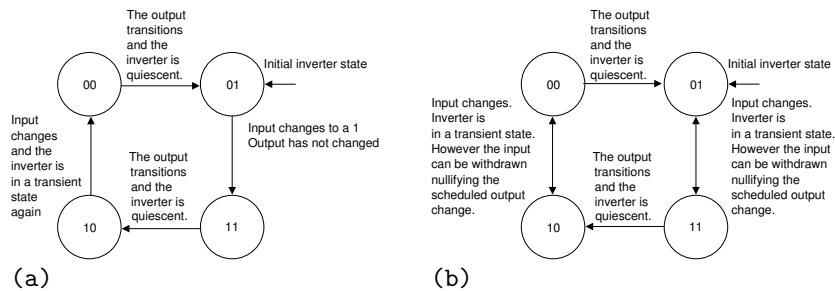 The output
transitions
and the
inverter is
quiescent.
00
01
Initial inverter state
Input changes to a 1
Output has not changed
Input
changes
and the
inverter is
in a transient
state
again
The output
transitions
and the
inverter is
quiescent.
10
11
(a)
The output
transitions
and the
inverter is
quiescent.
00
01
Initial inverter state
Input changes.
Inverter is
in a transient state.
However the input
can be withdrawn
nullifying the
scheduled output
change.
The output
transitions
and the
inverter is
quiescent.
Input changes.
Inverter is
in a transient state.
However the input
can be withdrawn
nullifying the
scheduled output
change.
10
11
(b)